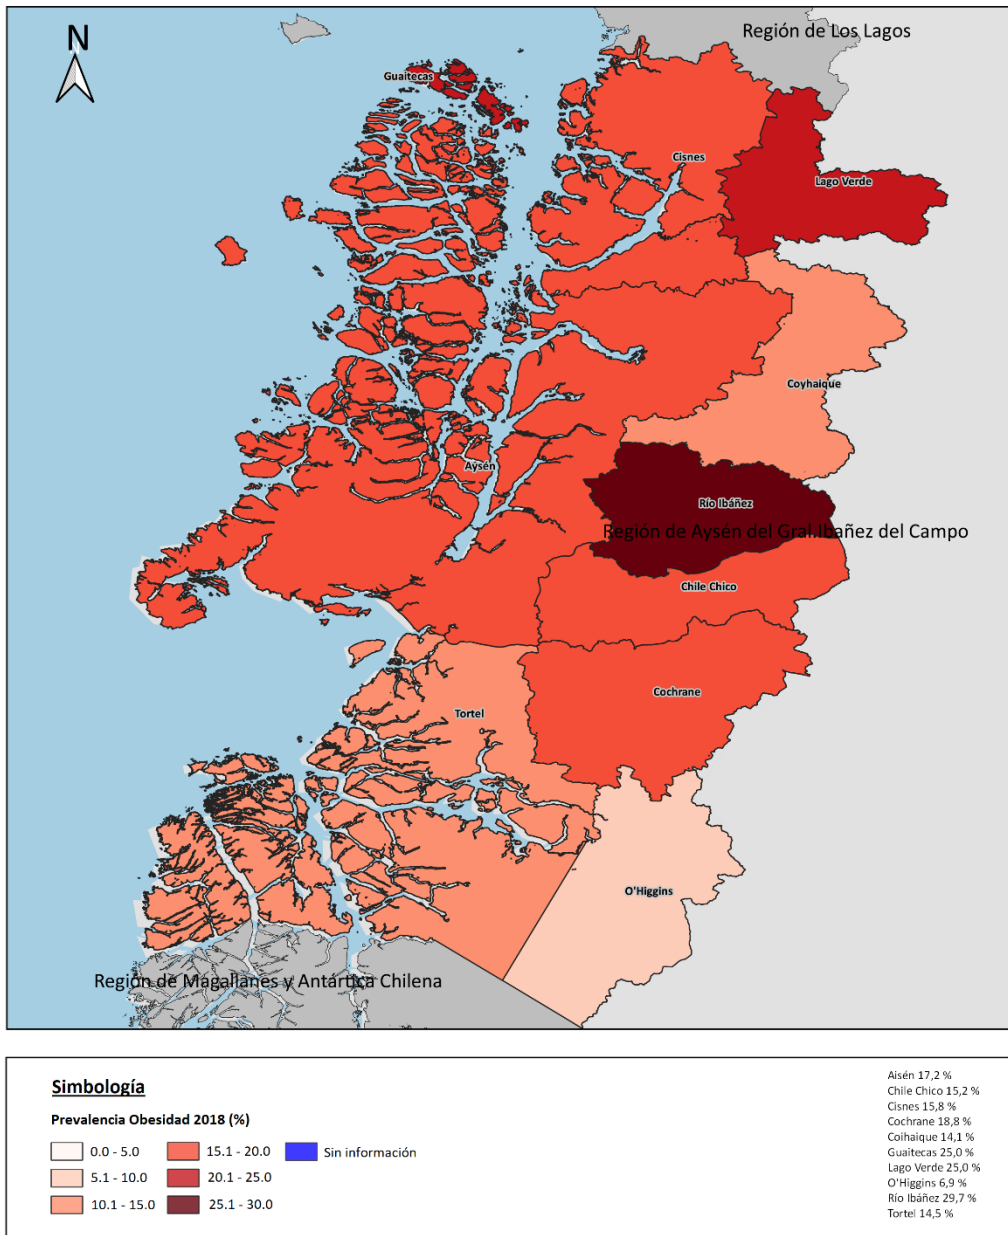 Región de Los Lagos
N
Guaitecas
Cisnes
Lago Verde
Coyhaique
Aysén
Río Ibáñez
Región de Aysén del Gral.Ibañez del Campo
Chile Chico
Cochrane
Tortel
O'Higgins
Región de Magallanes y Antártica Chilena
Simbología
Prevalencia Obesidad 2018 (%)
0.0 - 5.0
15.1 - 20.0
Sin información
5.1 - 10.0
20.1 - 25.0
10.1 - 15.0
25.1 - 30.0
Aisén 17,2 %
Chile Chico 15,2 %
Cisnes 15,8 %
Cochrane 18,8 %
Coihaique 14,1 %
Guaitecas 25,0 %
Lago Verde 25,0 %
O'Higgins 6,9 %
Río Ibáñez 29,7 %
Tortel 14,5 %